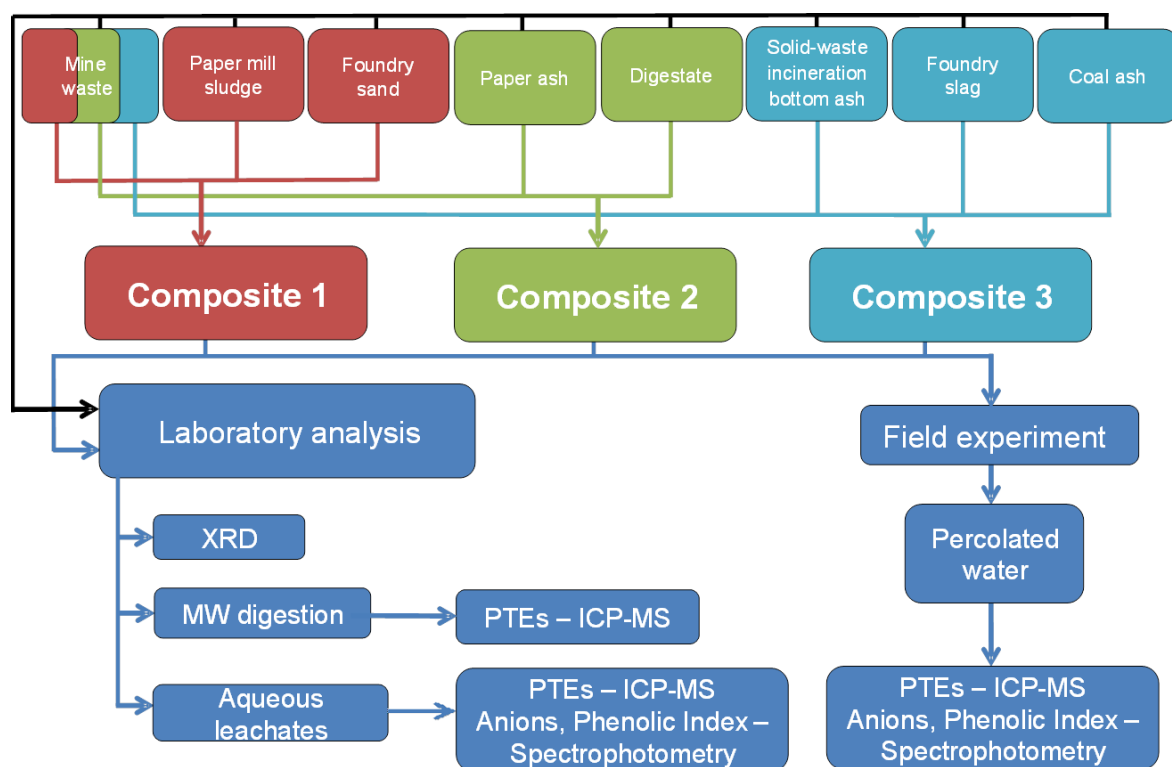 Mine
waste
Paper mill
sludge
Foundry
sand
Paper ash
Digestate
Solid-waste
incineration
bottom ash
Foundry
slag
Coal ash
Composite 1
Composite 2
Composite 3
Laboratory analysis
Field experiment
XRD
Percolated
water
MW digestion
PTEs – ICP-MS
Aqueous
leachates
PTEs – ICP-MS
Anions, Phenolic Index –
Spectrophotometry
PTEs – ICP-MS
Anions, Phenolic Index –
Spectrophotometry